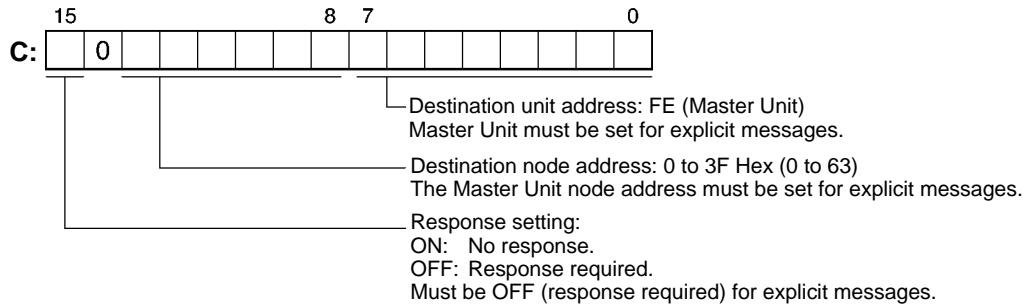 15 8 7 0
C: 0
Destination unit address: FE (Master Unit)
Master Unit must be set for explicit messages.
Destination node address: 0 to 3F Hex (0 to 63)
The Master Unit node address must be set for explicit messages.
Response setting:
ON: No response.
OFF: Response required.
Must be OFF (response required) for explicit messages.